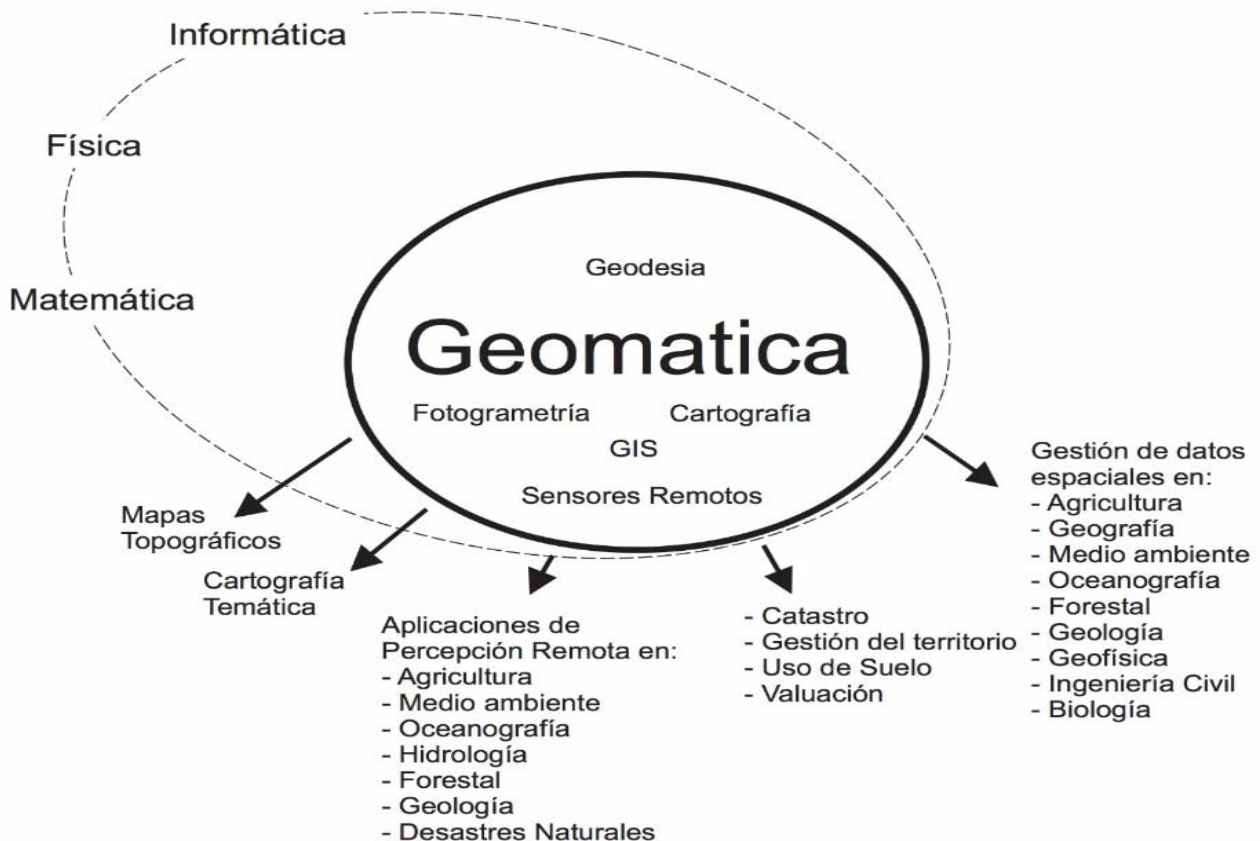 Informática
Física
Matemática
Geodesia
Geomatica
Fotogrametría
Cartografía
GIS
Sensores Remotos
Mapas
Topográficos
Cartografía
Temática
Aplicaciones de
Percepción Remota en:
- Agricultura
- Medio ambiente
- Oceanografía
- Hidrología
- Forestal
- Geología
- Desastres Naturales
- Catastro
- Gestión del territorio
- Uso de Suelo
- Valuación
Gestión de datos
espaciales en:
- Agricultura
- Geografía
- Medio ambiente
- Oceanografía
- Forestal
- Geología
- Geofísica
- Ingeniería Civil
- Biología